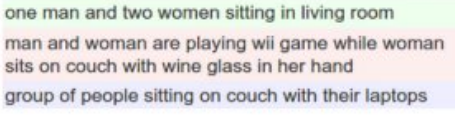 one man and two women sitting in living room
man and woman are playing wii game while woman
sits on couch with wine glass in her hand
group of people sitting on couch with their laptops